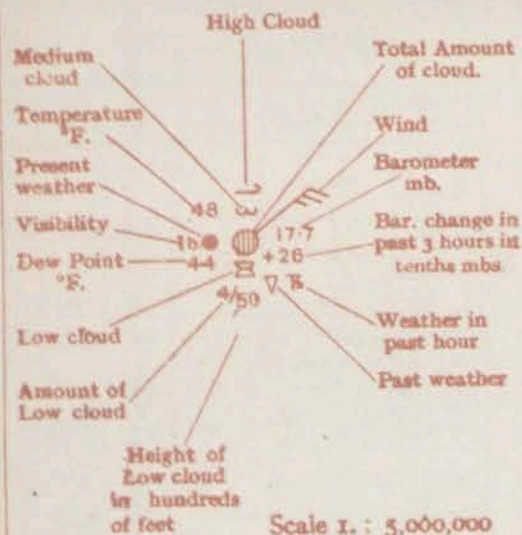 High Cloud
Medium
cloud
Total Amount
of cloud.
Temperature
°F.
Wind
Present
weather
Barometer
mb.
48
Visibility
16
17.7
Bar. change in
past 3 hours in
tenths mbs.
Dew Point
°F.
44
+26
4/50
Low cloud
Weather in
past hour
Amount of
Low cloud
Past weather
Height of
Low cloud
in hundreds
of feet
Scale 1. : 5,000,000